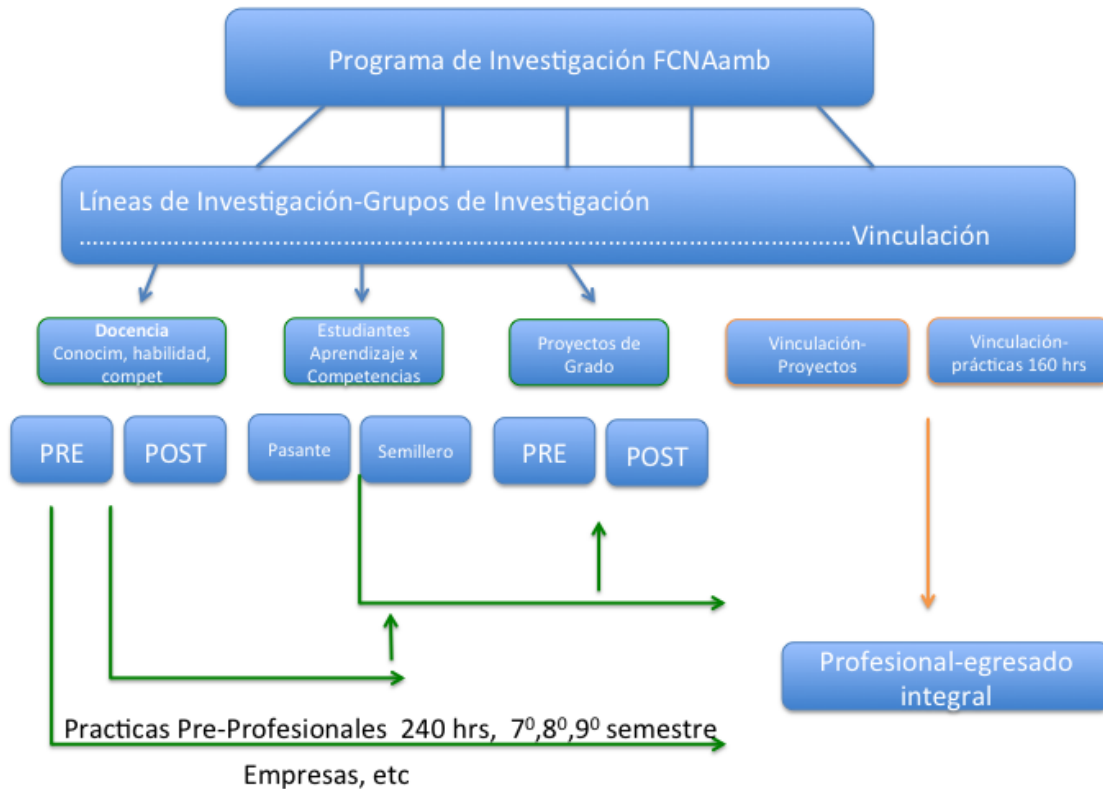 Programa de Investigación FCNAamb
Líneas de Investigación-Grupos de Investigación
................................................................................................................Vinculación
Docencia
Conocim, habilidad,
compet
Estudiantes
Aprendizaje x
Competencias
Proyectos de
Grado
Vinculación-
Proyectos
Vinculación-
prácticas 160 hrs
PRE
POST
Pasante
Semillero
PRE
POST
Profesional-egresado
integral
Practicas Pre-Profesionales 240 hrs, 7⁰,8⁰,9⁰ semestre
Empresas, etc